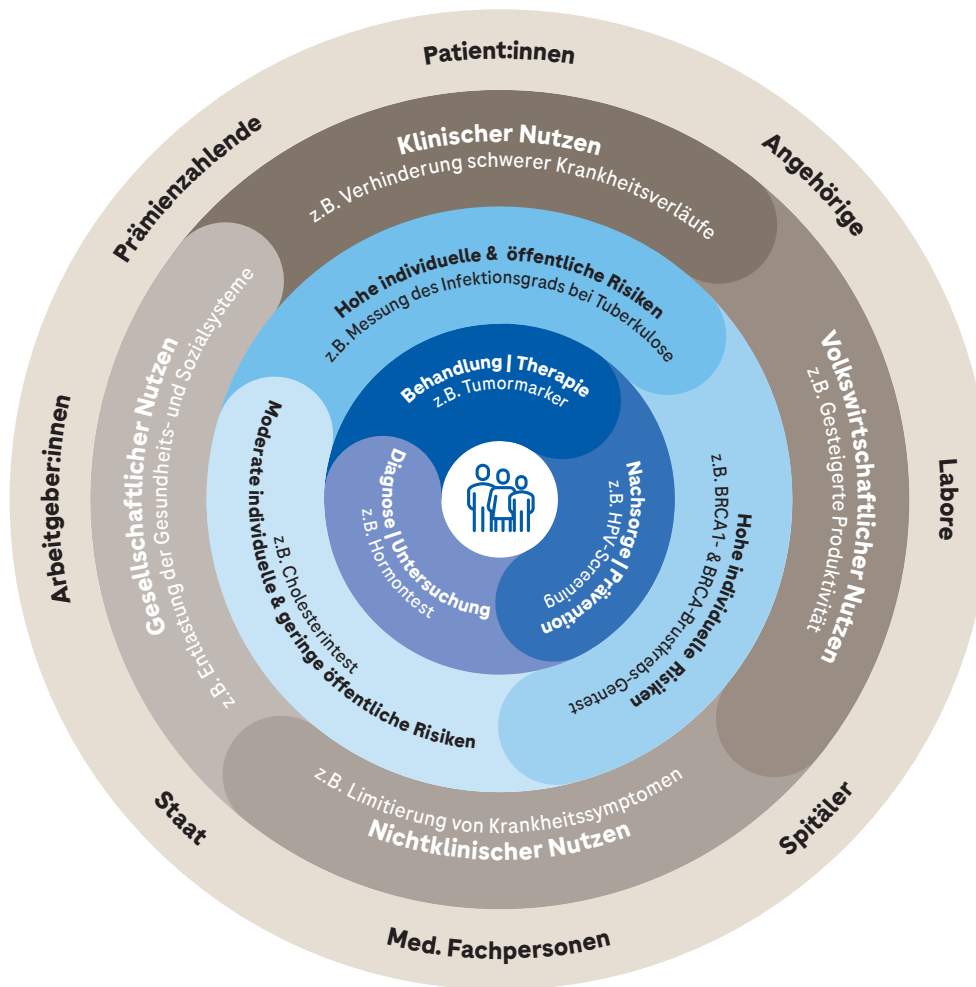 Patient:innen
Angehörige
Labore
Spitäler
Med. Fachpersonen
Staat
Arbeitgeber:innen
Prämienzahlende
Klinischer Nutzen
z.B. Verhinderung schwerer Krankheitsverläufe
Volkswirtschaftlicher Nutzen
z.B. Gesteigerte Produktivität
z.B. Limitierung von Krankheitssymptomen
Nichtklinischer Nutzen
Gesellschaftlicher Nutzen
z.B. Entlastung der Gesundheits- und Sozialsysteme
Hohe individuelle & öffentliche Risiken
z.B. Messung des Infektionsgrads bei Tuberkulose
Hohe individuelle Risiken
z.B. BRCA1- & BRCA-Brustkrebs-Gentest
Moderate individuelle & geringe öffentliche Risiken
z.B. Cholesterintest
Behandlung | Therapie
z.B. Tumormarker
Nachsorge | Prävention
z.B. HPV-Screening
Diagnose | Untersuchung
z.B. Hormontest